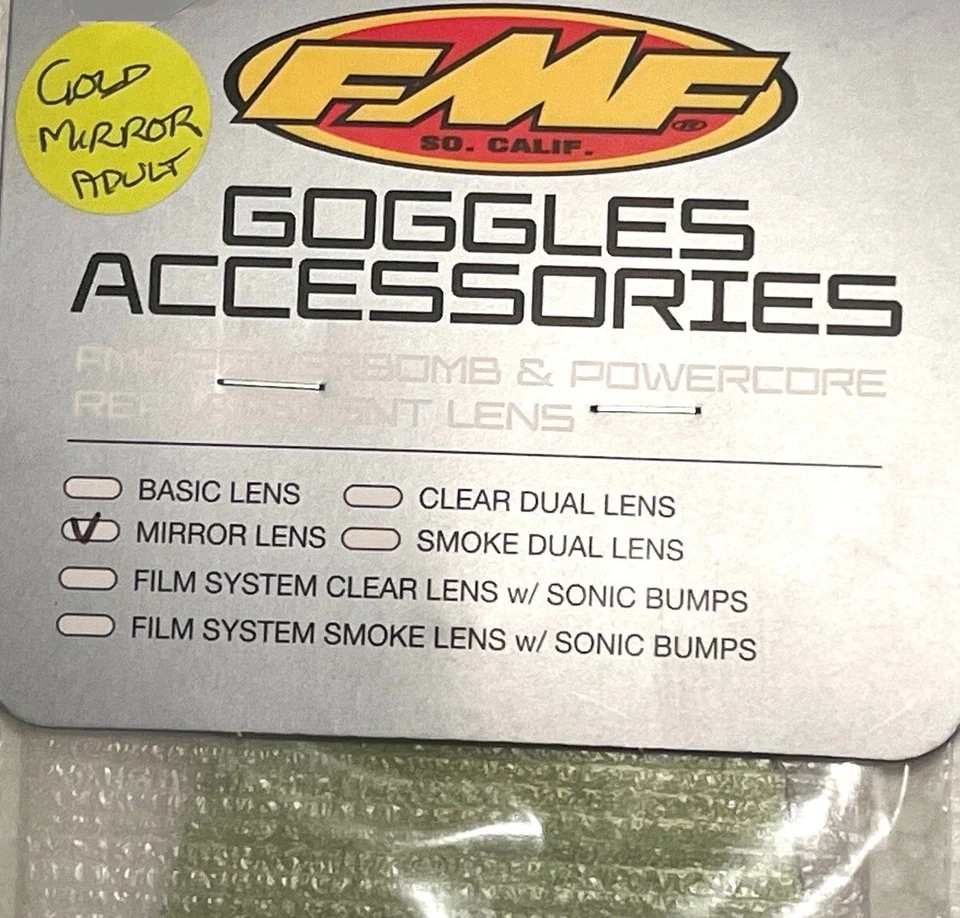 GOLD
MIRROR
ADULT
FMF
®
SO. CALIF.
GOGGLES
ACCESSORIES
BOMB & POWERCORE
LENS
BASIC LENS
CLEAR DUAL LENS
MIRROR LENS
SMOKE DUAL LENS
FILM SYSTEM CLEAR LENS w/ SONIC BUMPS
FILM SYSTEM SMOKE LENS w/ SONIC BUMPS